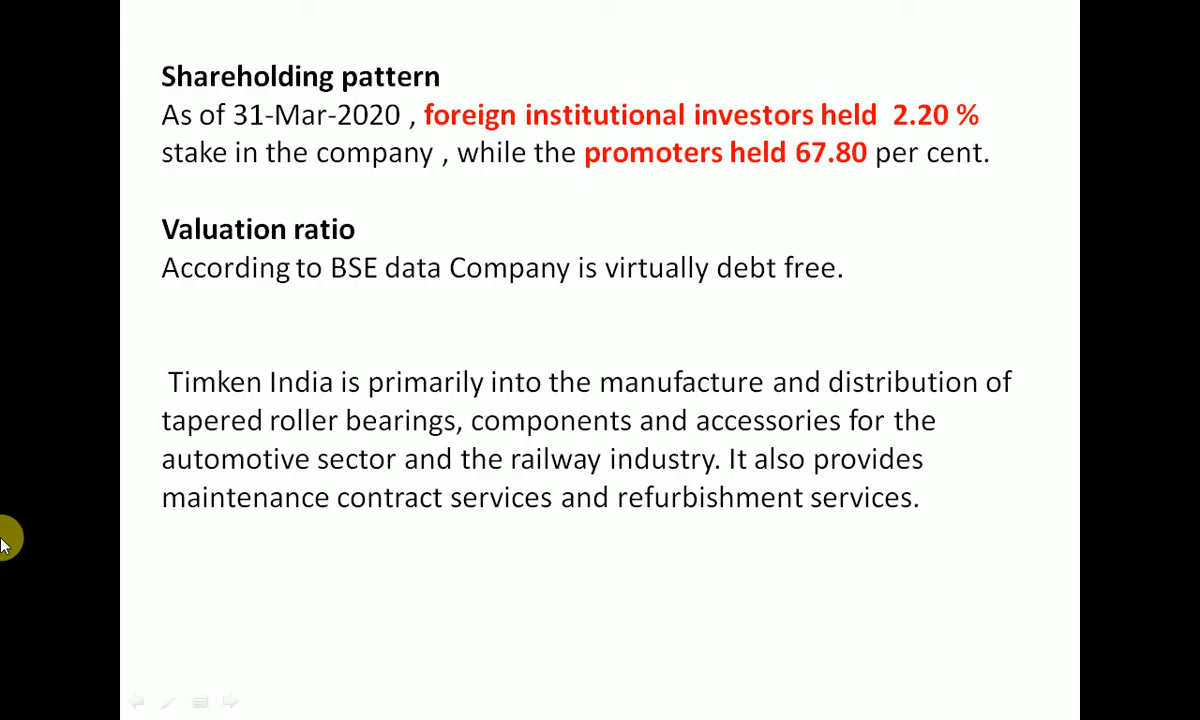 Shareholding pattern
As of 31-Mar-2020 , foreign institutional investors held 2.20 %
stake in the company , while the promoters held 67.80 per cent.
Valuation ratio
According to BSE data Company is virtually debt free.
Timken India is primarily into the manufacture and distribution of
tapered roller bearings, components and accessories for the
automotive sector and the railway industry. It also provides
maintenance contract services and refurbishment services.